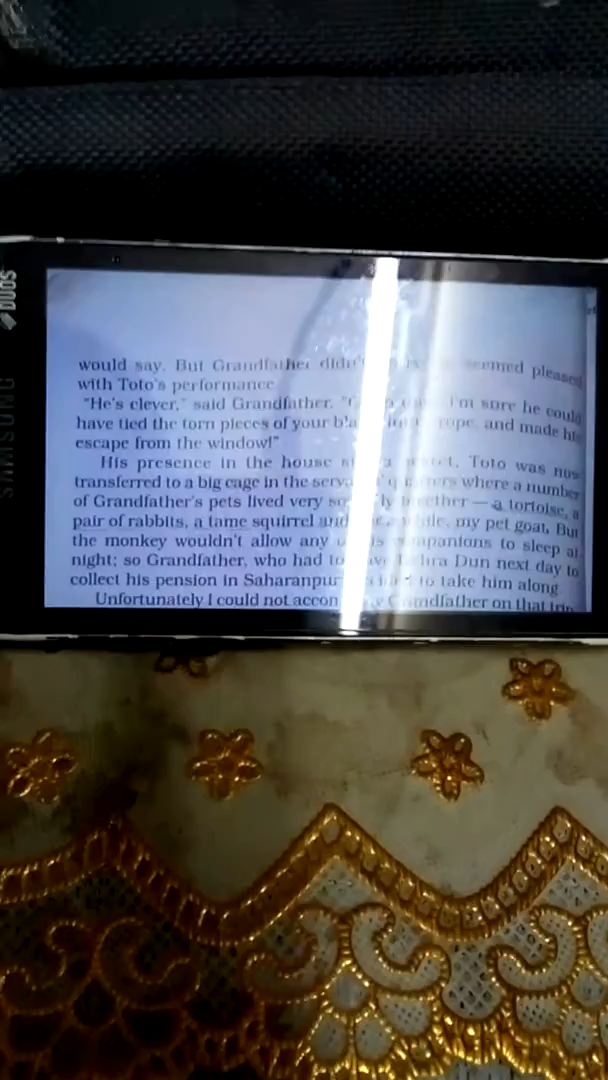 SAMSUNG
DUOS
would say. But Grandfather seemed pleased
with Toto's performance.
"He's clever," said Grandfather. I'm sure he could
have tied the torn pieces of your rope, and made his
escape from the window!"
His presence in the house Toto was now
transferred to a big cage in the where a number
of Grandfather's pets lived very together — a tortoise, a
pair of rabbits, a tame squirrel and my pet goat. But
the monkey wouldn't allow any companions to sleep at
night; so Grandfather, who had to Dehra Dun next day to
collect his pension in Saharanpur to take him along.
Unfortunately I could not Grandfather on that trip